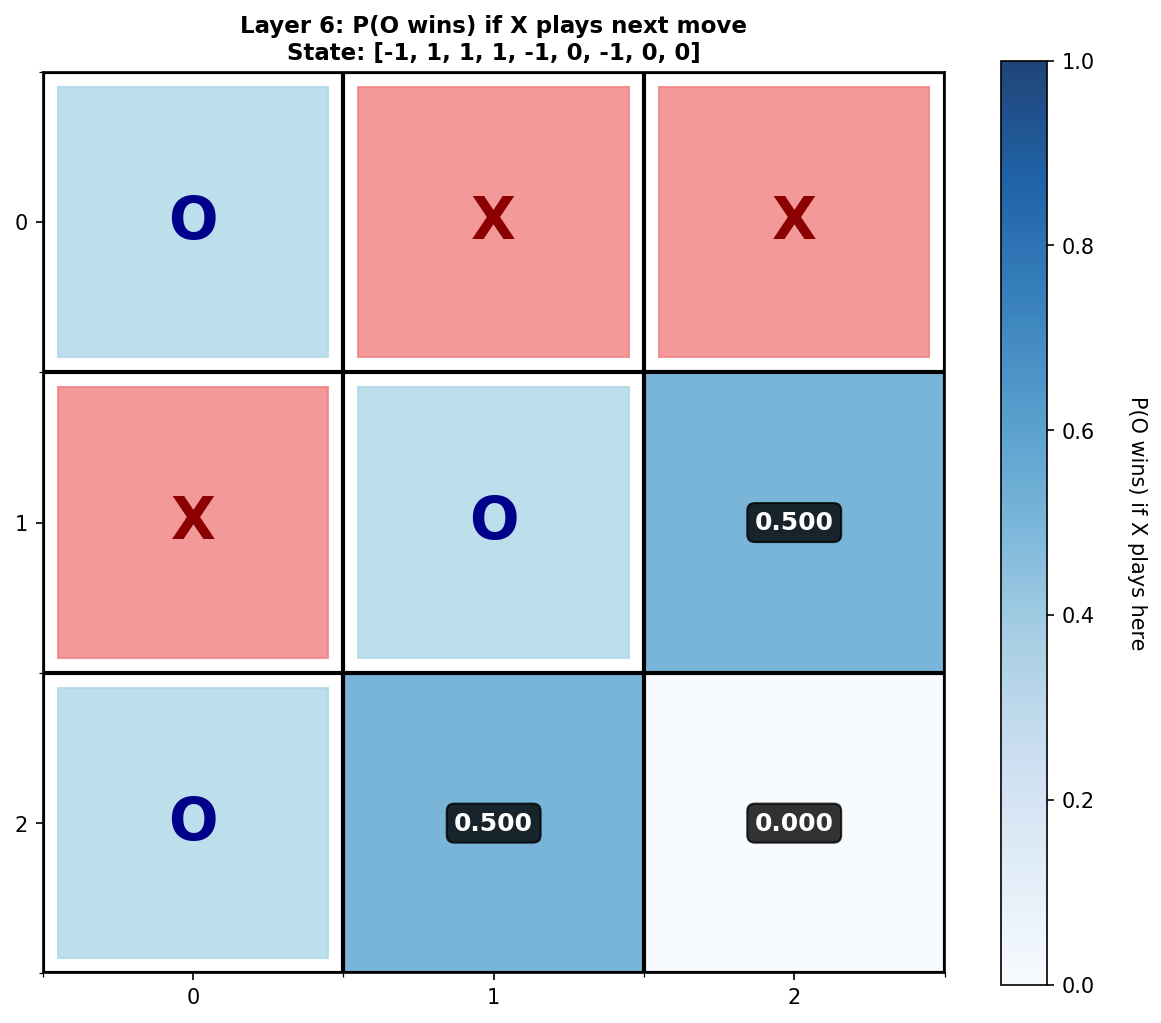 Layer 6: P(O wins) if X plays next move
State: [-1, 1, 1, 1, -1, 0, -1, 0, 0]
0
O
X
X
1
X
O
0.500
2
O
0.500
0.000
0
1
2
1.0
0.8
0.6
0.4
0.2
0.0
P(O wins) if X plays here